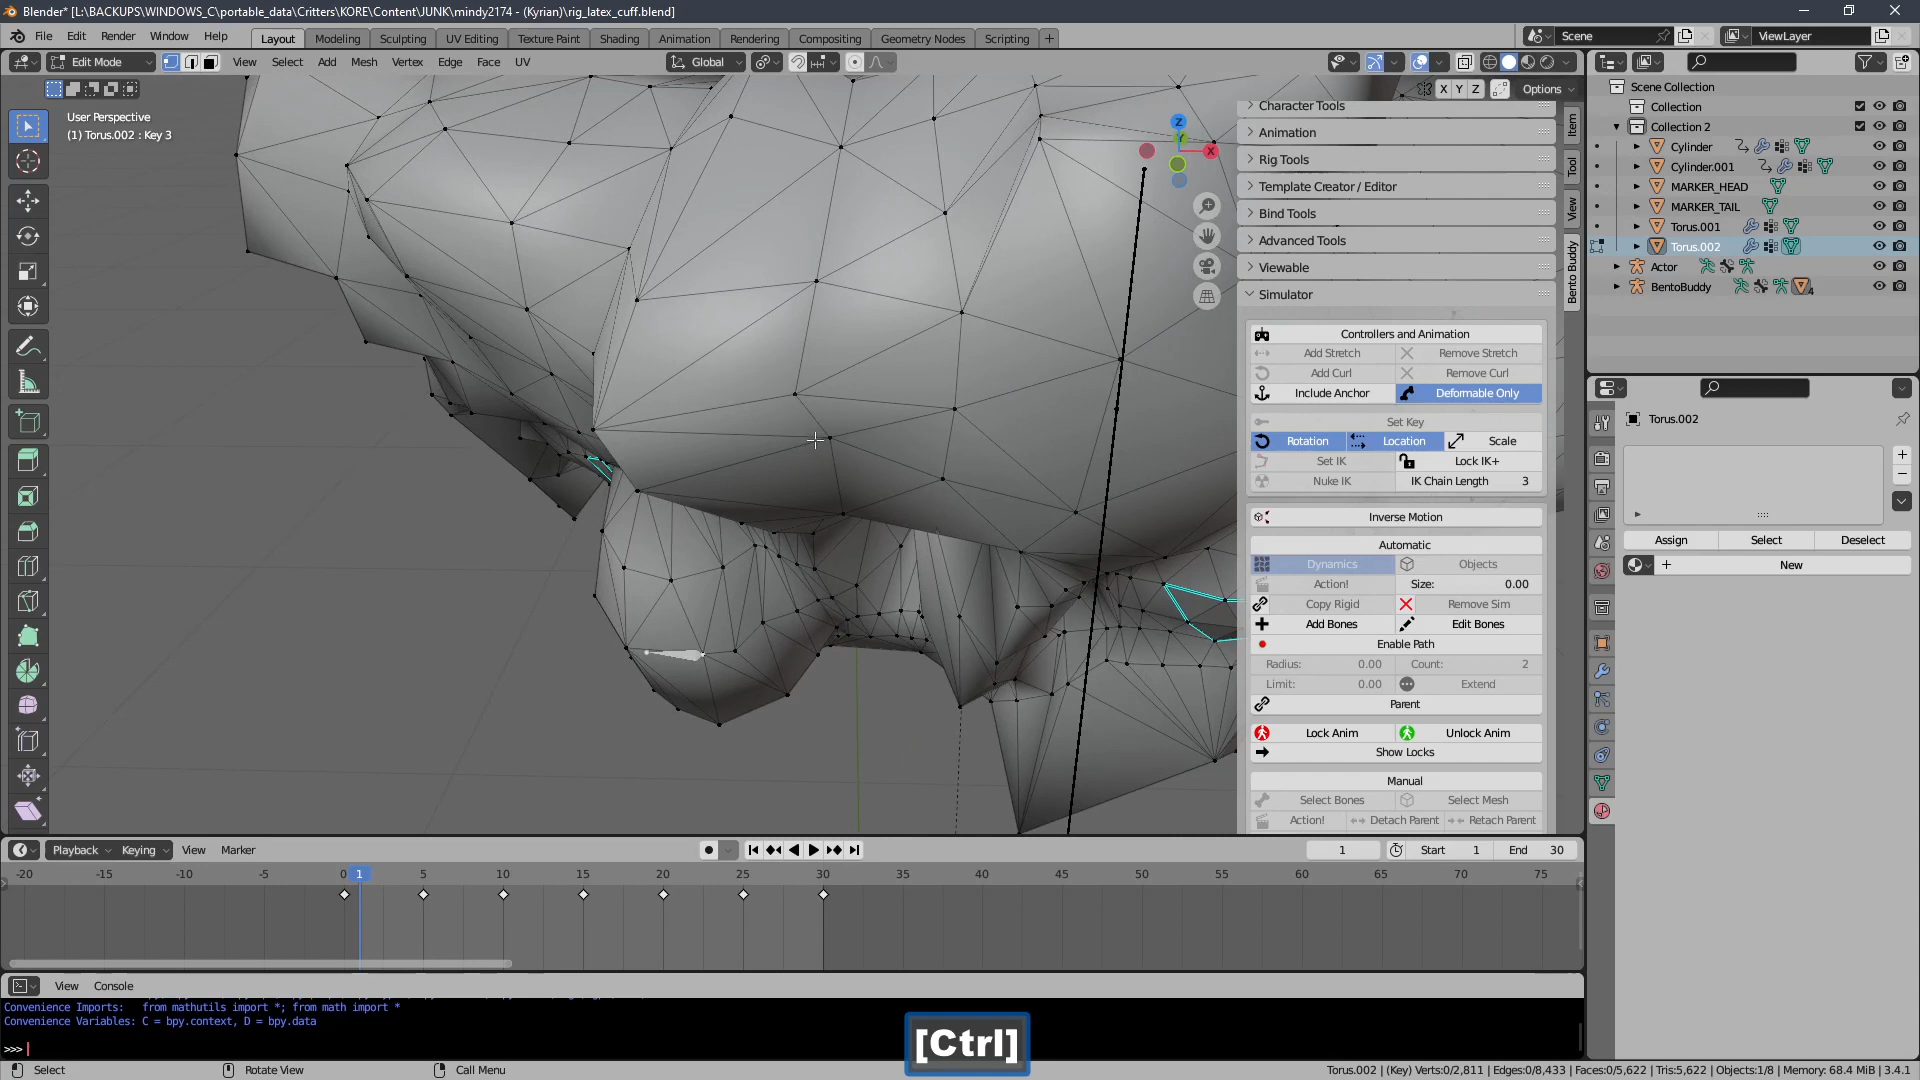 Blender* [L:\BACKUPS\WINDOWS_C\portable_data\Critters\KORE\Content\JUNK\mindy2174 - (Kyrian)\rig_latex_cuff.blend]
File Edit Render Window Help Layout Modeling Sculpting UV Editing Texture Paint Shading Animation Rendering Compositing Geometry Nodes Scripting + Scene ViewLayer
Edit Mode View Select Add Mesh Vertex Edge Face UV Global
X Y Z Options
User Perspective
(1) Torus.002 : Key 3
Z
Y
X
Character Tools
Animation
Rig Tools
Template Creator / Editor
Bind Tools
Advanced Tools
Viewable
Simulator
Controllers and Animation
Add Stretch Remove Stretch
Add Curl Remove Curl
Include Anchor Deformable Only
Set Key
Rotation Location Scale
Set IK Lock IK+
Nuke IK IK Chain Length 3
Inverse Motion
Automatic
Dynamics Objects
Action! Size: 0.00
Copy Rigid Remove Sim
Add Bones Edit Bones
Enable Path
Radius: 0.00 Count: 2
Limit: 0.00 Extend
Parent
Lock Anim Unlock Anim
Show Locks
Manual
Select Bones Select Mesh
Action! Detach Parent Retach Parent
Item
Tool
View
Bento Buddy
Scene Collection
Collection
Collection 2
Cylinder
Cylinder.001
MARKER_HEAD
MARKER_TAIL
Torus.001
Torus.002
Actor
BentoBuddy 4
Torus.002
Assign Select Deselect
New
Playback Keying View Marker 1 Start 1 End 30
-20 -15 -10 -5 0 1 5 10 15 20 25 30 35 40 45 50 55 60 65 70 75
View Console
Convenience Imports: from mathutils import *; from math import *
Convenience Variables: C = bpy.context, D = bpy.data
>>>
[Ctrl]
Select Rotate View Call Menu Torus.002 | (Key) Verts:0/2,811 | Edges:0/8,433 | Faces:0/5,622 | Tris:5,622 | Objects:1/8 | Memory: 68.4 MiB | 3.4.1